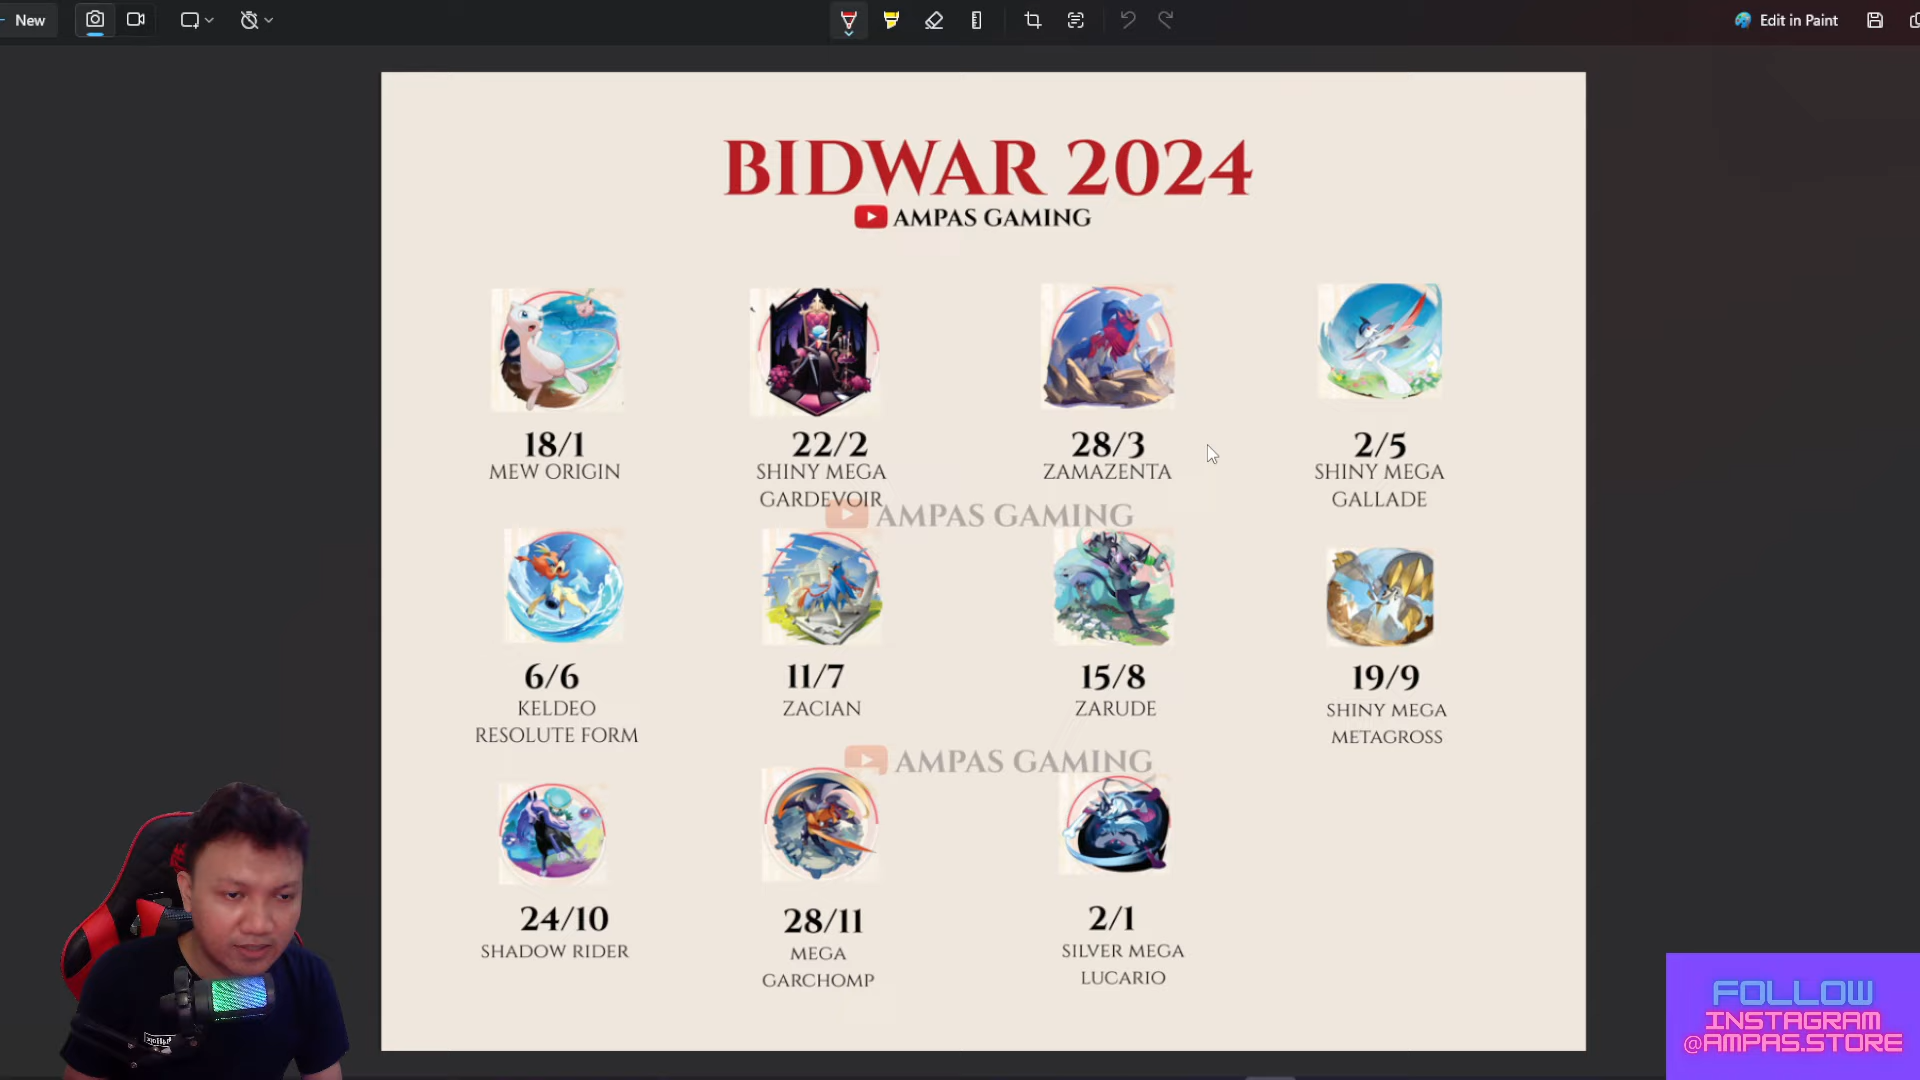 New
Edit in Paint
BIDWAR 2024
AMPAS GAMING
18/1
MEW ORIGIN
22/2
SHINY MEGA
GARDEVOIR
28/3
ZAMAZENTA
2/5
SHINY MEGA
GALLADE
AMPAS GAMING
6/6
KELDEO
RESOLUTE FORM
11/7
ZACIAN
15/8
ZARUDE
19/9
SHINY MEGA
METAGROSS
AMPAS GAMING
24/10
SHADOW RIDER
28/11
MEGA
GARCHOMP
2/1
SILVER MEGA
LUCARIO
FOLLOW
INSTAGRAM
@AMPAS.STORE